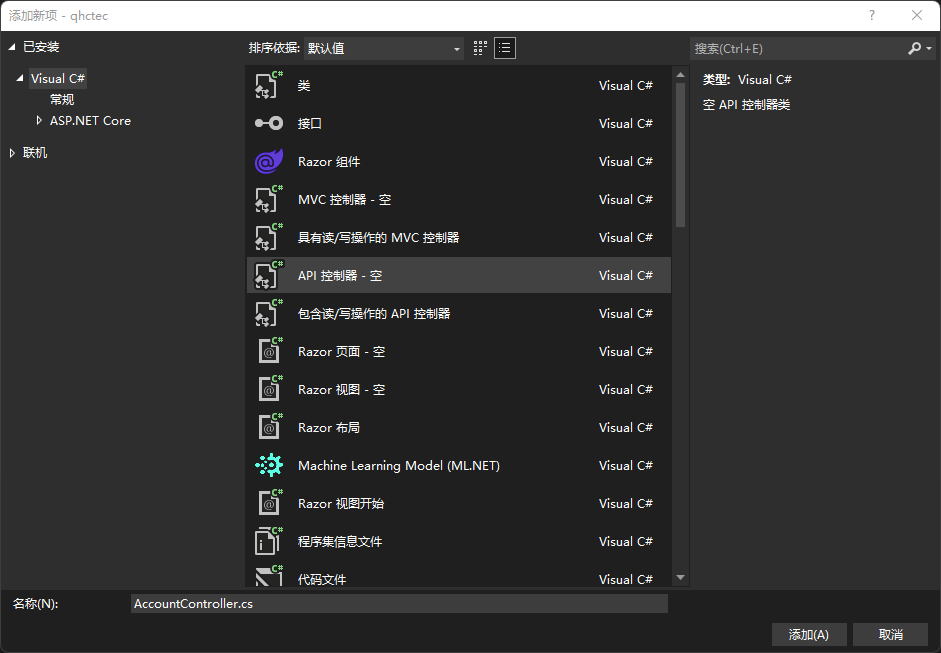 添加新项 - qhctec
?
已安装
Visual C#
常规
ASP.NET Core
联机
排序依据: 默认值
C# 类 Visual C#
接口 Visual C#
@ Razor 组件 Visual C#
C# MVC 控制器 - 空 Visual C#
C# 具有读/写操作的 MVC 控制器 Visual C#
C# API 控制器 - 空 Visual C#
C# 包含读/写操作的 API 控制器 Visual C#
C# @ Razor 页面 - 空 Visual C#
C# @ Razor 视图 - 空 Visual C#
C# @ Razor 布局 Visual C#
Machine Learning Model (ML.NET) Visual C#
C# @ Razor 视图开始 Visual C#
C# i 程序集信息文件 Visual C#
C# 代码文件 Visual C#
搜索(Ctrl+E)
类型: Visual C#
空 API 控制器类
名称(N): AccountController.cs
添加(A) 取消